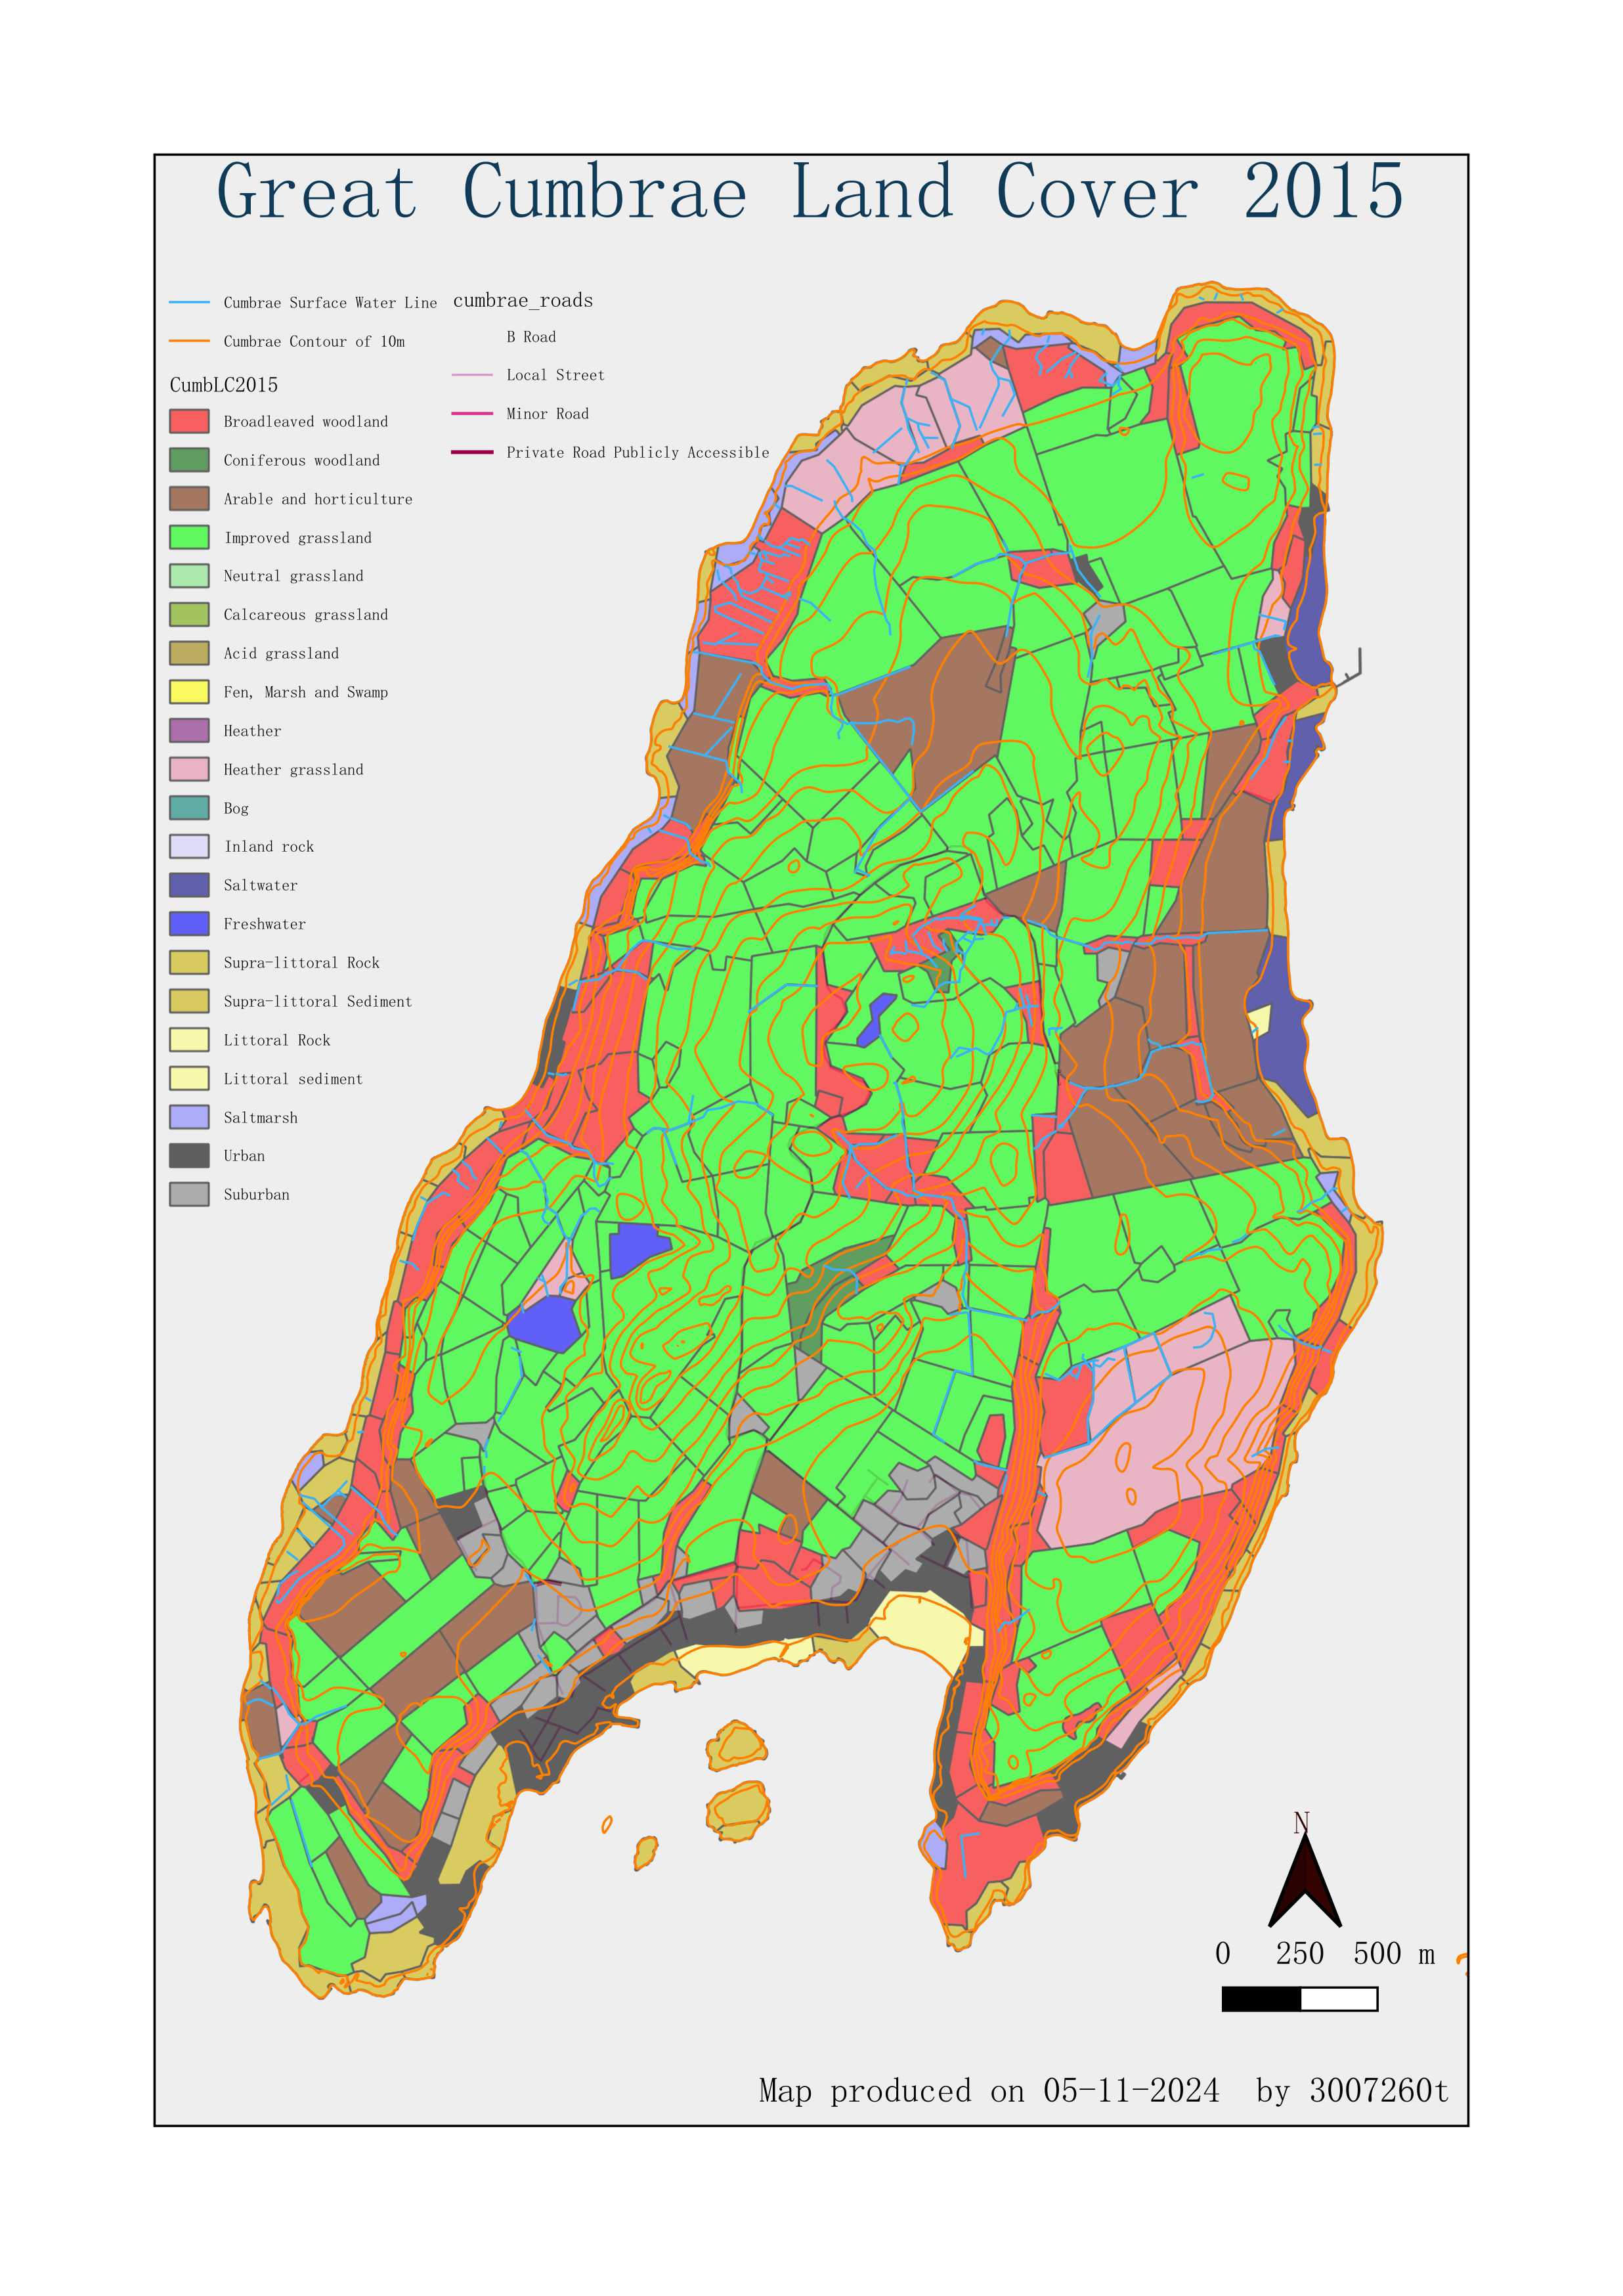 Great Cumbrae Land Cover 2015
Cumbrae Surface Water Line
Cumbrae Contour of 10m
CumbLC2015
Broadleaved woodland
Coniferous woodland
Arable and horticulture
Improved grassland
Neutral grassland
Calcareous grassland
Acid grassland
Fen, Marsh and Swamp
Heather
Heather grassland
Bog
Inland rock
Saltwater
Freshwater
Supra-littoral Rock
Supra-littoral Sediment
Littoral Rock
Littoral sediment
Saltmarsh
Urban
Suburban
cumbrae_roads
B Road
Local Street
Minor Road
Private Road Publicly Accessible
N
0 250 500 m
Map produced on 05-11-2024 by 3007260t